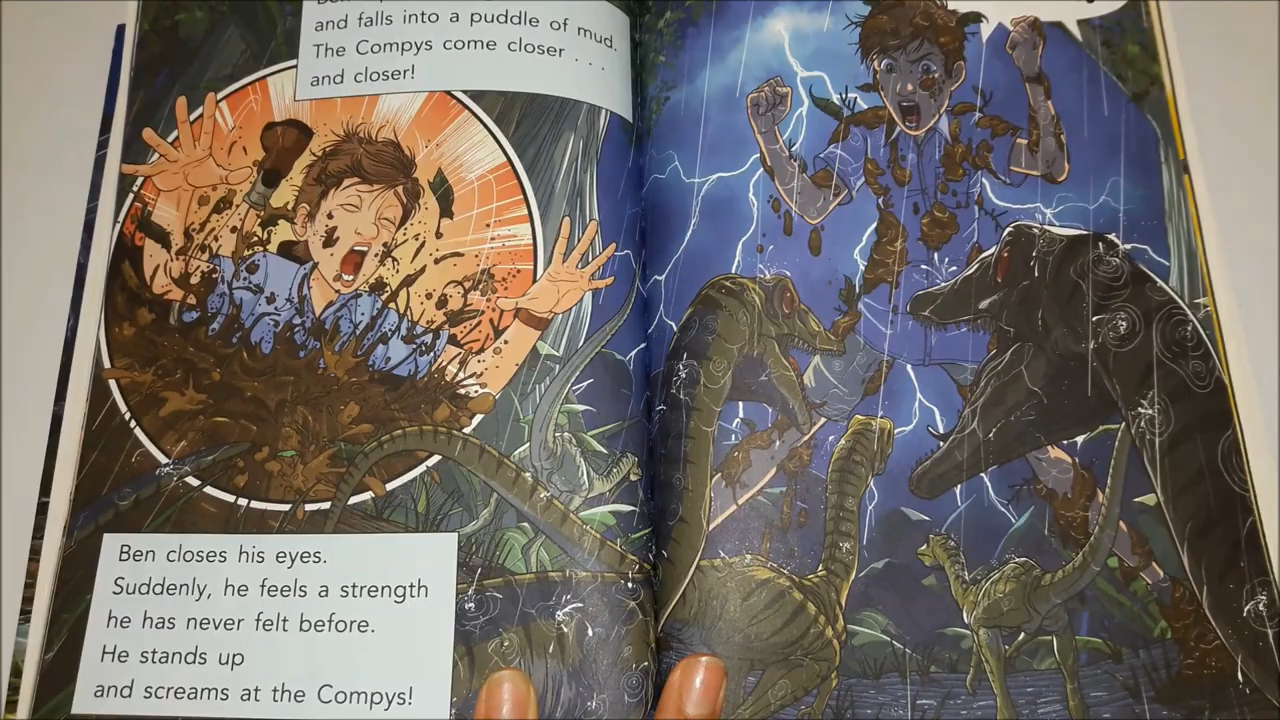 and falls into a puddle of mud.
The Compys come closer . . .
and closer!
Ben closes his eyes.
Suddenly, he feels a strength
he has never felt before.
He stands up
and screams at the Compys!